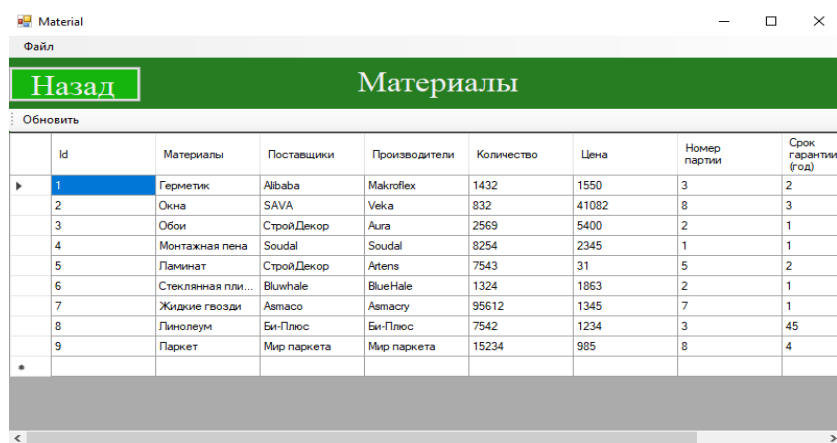 Material
Файл
Назад Материалы
Обновить
Id Материалы Поставщики Производители Количество Цена Номер партии Срок гарантии (год)
1 Герметик Alibaba Makroflex 1432 1550 3 2
2 Окна SAVA Veka 832 41082 8 3
3 Обои СтройДекор Aura 2569 5400 2 1
4 Монтажная пена Soudal Soudal 8254 2345 1 1
5 Ламинат СтройДекор Artens 7543 31 5 2
6 Стеклянная пли... Bluwhale BlueHale 1324 1863 2 1
7 Жидкие гвозди Asmaco Asmacry 95612 1345 7 1
8 Линолеум Би-Плюс Би-Плюс 7542 1234 3 45
9 Паркет Мир паркета Мир паркета 15234 985 8 4